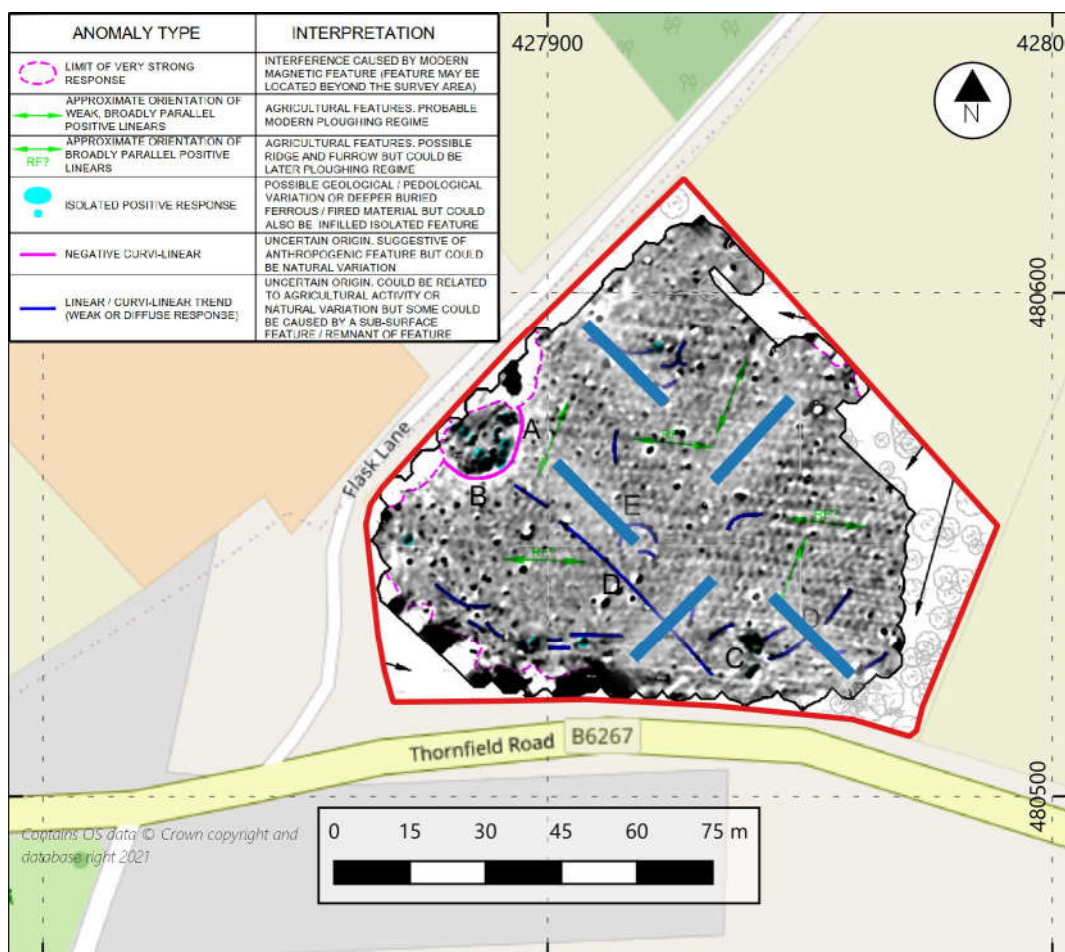 ANOMALY TYPE
INTERPRETATION
LIMIT OF VERY STRONG
RESPONSE
INTERFERENCE CAUSED BY MODERN
MAGNETIC FEATURE (FEATURE MAY BE
LOCATED BEYOND THE SURVEY AREA)
APPROXIMATE ORIENTATION OF
WEAK, BROADLY PARALLEL
POSITIVE LINEARS
AGRICULTURAL FEATURES. PROBABLE
MODERN PLOUGHING REGIME
RF?
APPROXIMATE ORIENTATION OF
BROADLY PARALLEL POSITIVE
LINEARS
AGRICULTURAL FEATURES. POSSIBLE
RIDGE AND FURROW BUT COULD BE
LATER PLOUGHING REGIME
ISOLATED POSITIVE RESPONSE
POSSIBLE GEOLOGICAL / PEDOLOGICAL
VARIATION OR DEEPER BURIED
FERROUS / FIRED MATERIAL BUT COULD
ALSO BE INFILLED ISOLATED FEATURE
NEGATIVE CURVI-LINEAR
UNCERTAIN ORIGIN. SUGGESTIVE OF
ANTHROPOGENIC FEATURE BUT COULD
BE NATURAL VARIATION
LINEAR / CURVI-LINEAR TREND
(WEAK OR DIFFUSE RESPONSE)
UNCERTAIN ORIGIN. COULD BE RELATED
TO AGRICULTURAL ACTIVITY OR
NATURAL VARIATION BUT SOME COULD
BE CAUSED BY A SUB-SURFACE
FEATURE / REMNANT OF FEATURE
427900
4280
N
480600
A
Flask Lane
B
E
RF?
RF?
D
D
C
Thornfield Road
B6267
480500
Contains OS data © Crown copyright and
database right 2021
0 15 30 45 60 75 m